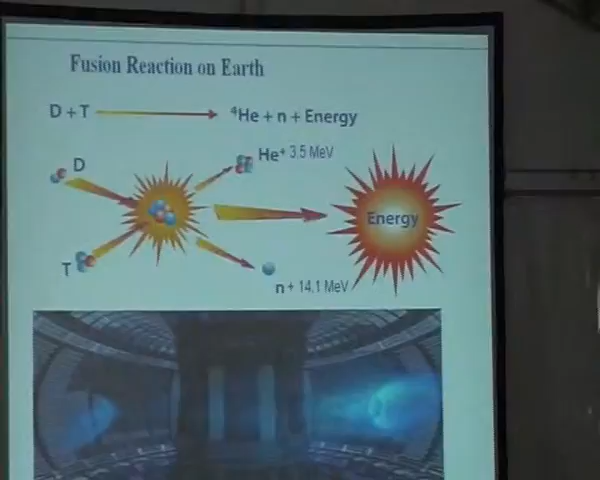 Fusion Reaction on Earth
D + T ⁴He + n + Energy
D
He+ 3.5 MeV
Energy
T
n + 14.1 MeV